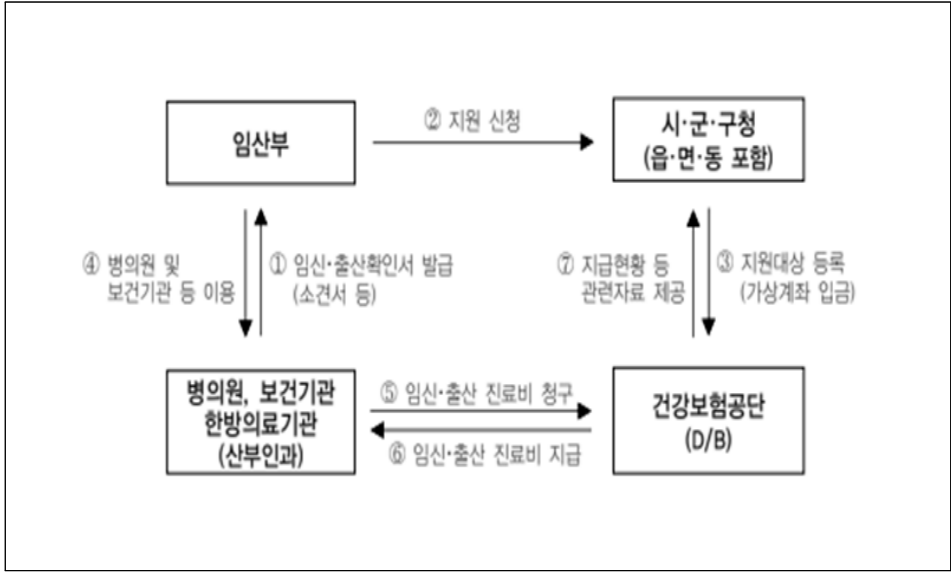 임산부
② 지원 신청
시·군·구청
(읍·면·동 포함)
④ 병의원 및
보건기관 등 이용
① 임신·출산확인서 발급
(소견서 등)
⑦ 지급현황 등
관련자료 제공
③ 지원대상 등록
(가상계좌 입금)
병의원, 보건기관
한방의료기관
(산부인과)
⑤ 임신·출산 진료비 청구
⑥ 임신·출산 진료비 지급
건강보험공단
(D/B)